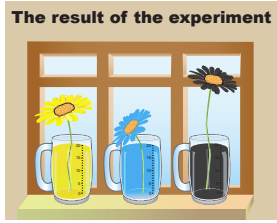 The result of the experiment